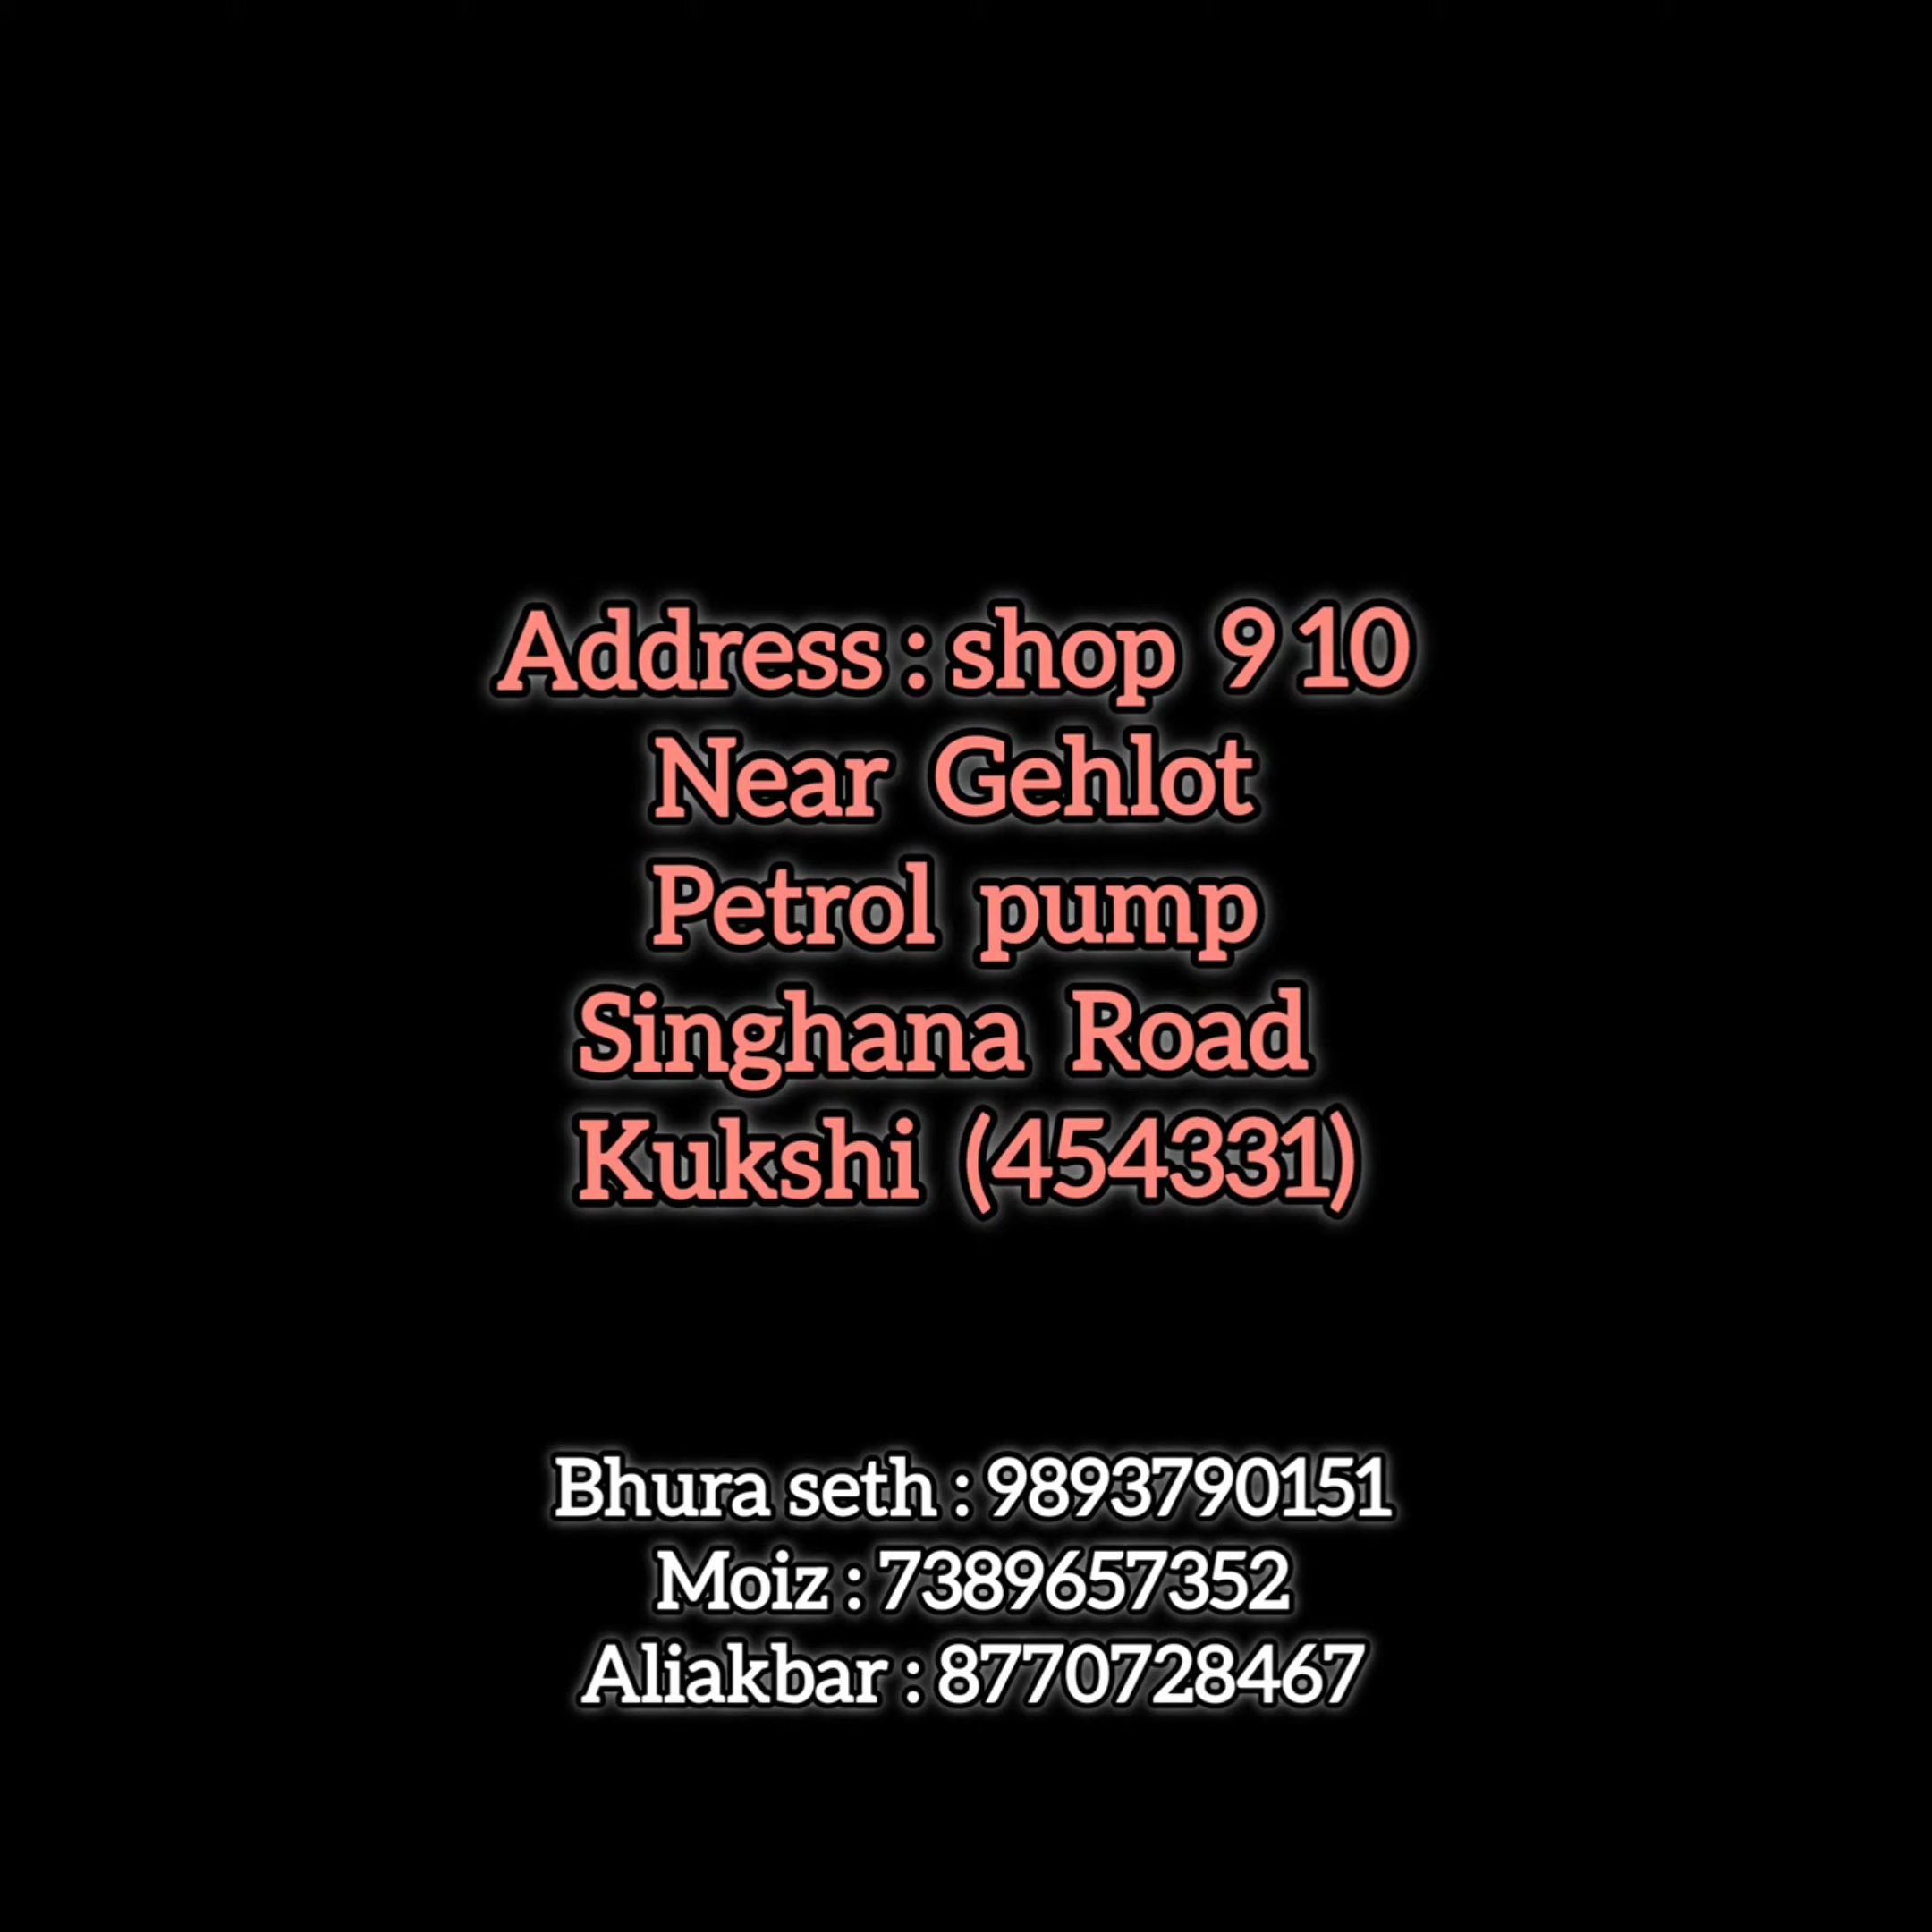 Address : shop 9 10
Near Gehlot
Petrol pump
Singhana Road
Kukshi (454331)
Bhura seth : 9893790151
Moiz : 7389657352
Aliakbar : 8770728467